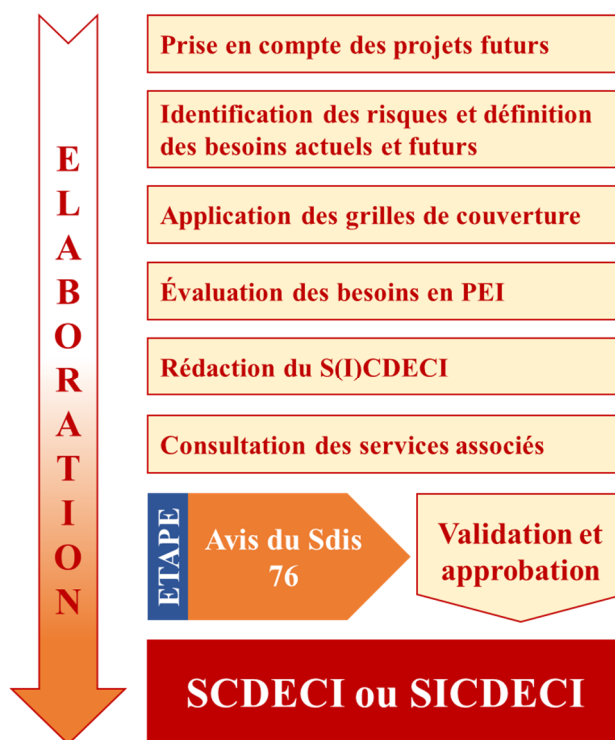 ELABORATION
Prise en compte des projets futurs
Identification des risques et définition
des besoins actuels et futurs
Application des grilles de couverture
Évaluation des besoins en PEI
Rédaction du S(I)CDECI
Consultation des services associés
ETAPE
Avis du Sdis
76
Validation et
approbation
SCDECI ou SICDECI